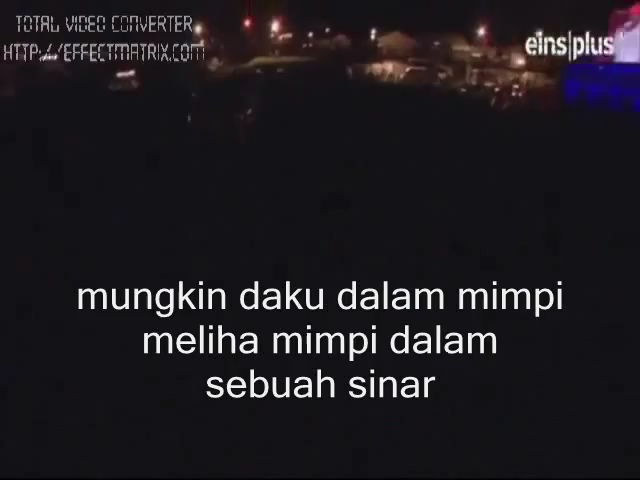 TOTAL VIDEO CONVERTER
HTTP://EFFECTMATRIX.COM
eins|plus
mungkin daku dalam mimpi
meliha mimpi dalam
sebuah sinar